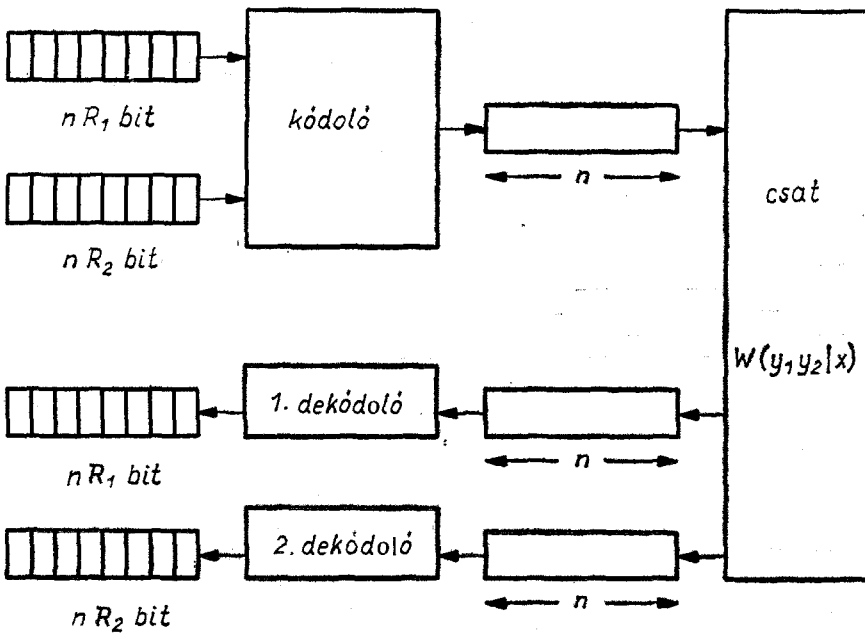 n R₁ bit
kódoló
n
csat
n R₂ bit
W(y₁y₂|x)
1. dekódoló
n
n R₁ bit
2. dekódoló
n
n R₂ bit